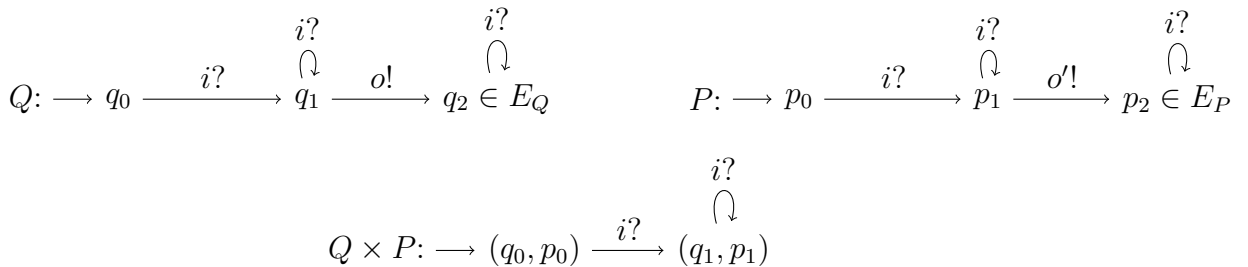 i? i? i? i?
Q: q₀ i? q₁ o! q₂ ∈ E_Q P: p₀ i? p₁ o′! p₂ ∈ E_P
i?
Q × P: (q₀, p₀) i? (q₁, p₁)